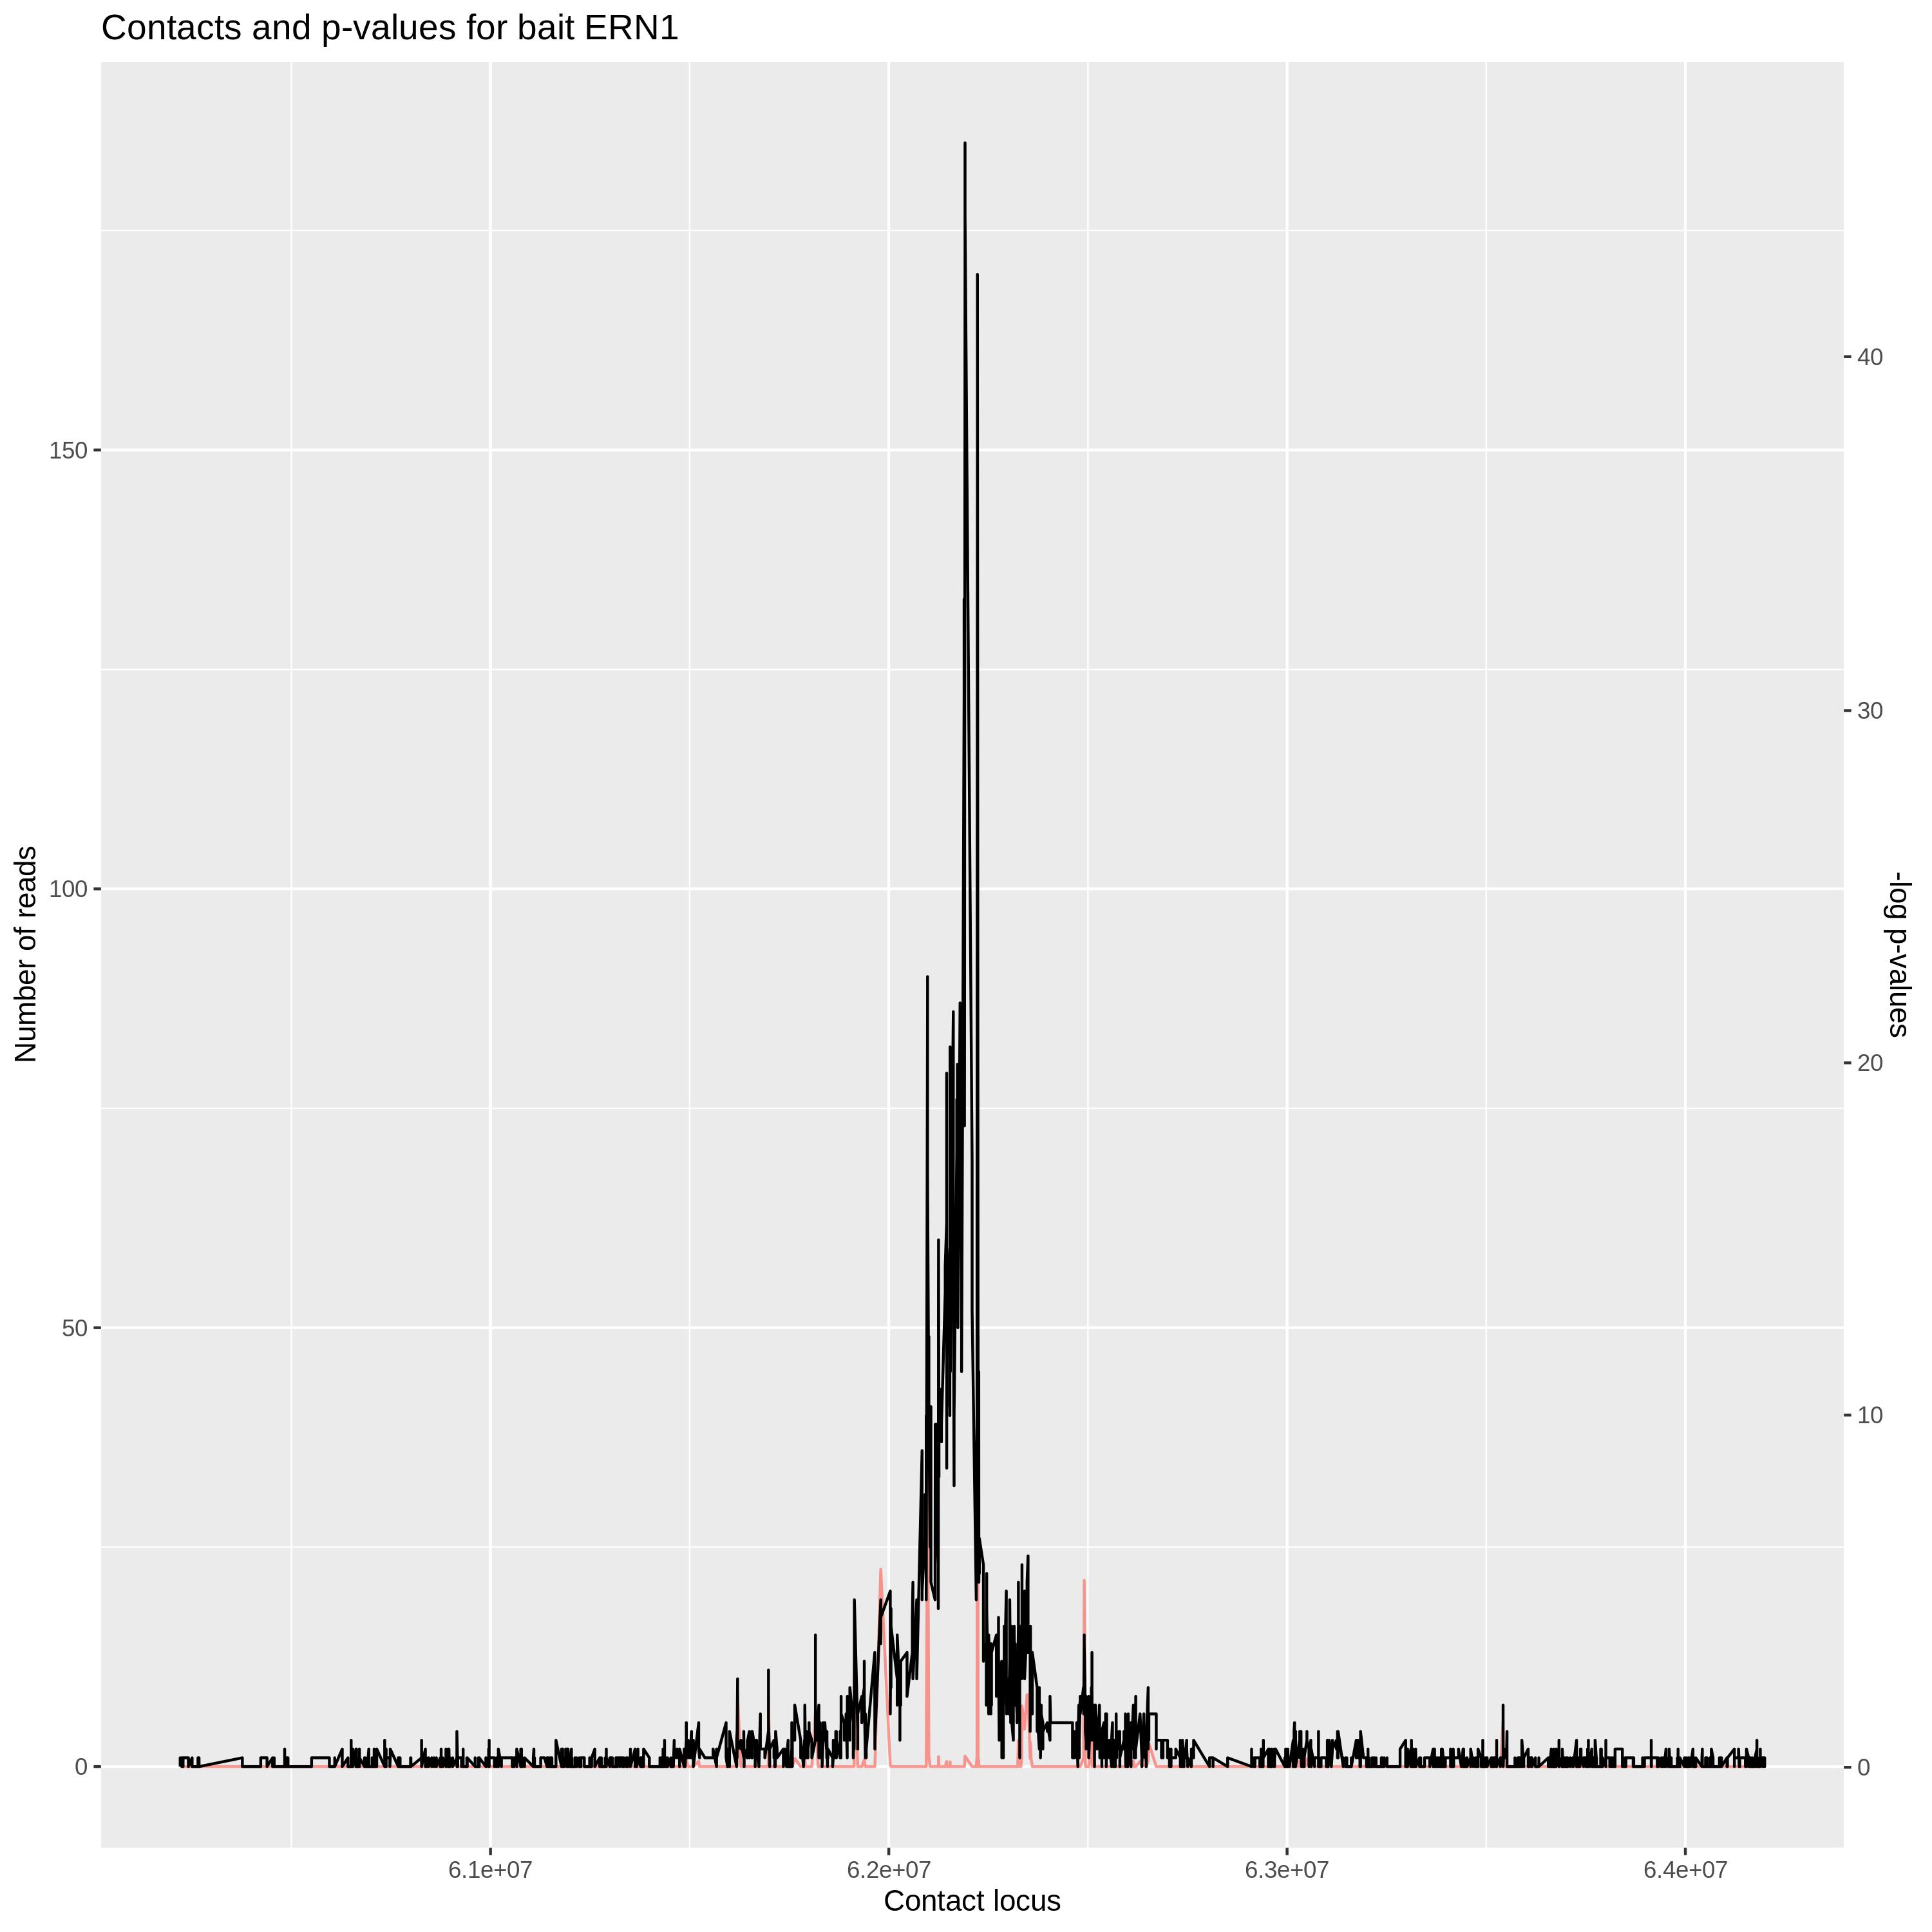 Contacts and p-values for bait ERN1
150
100
50
0
Number of reads
40
30
20
10
0
-log p-values
6.1e+07
6.2e+07
6.3e+07
6.4e+07
Contact locus